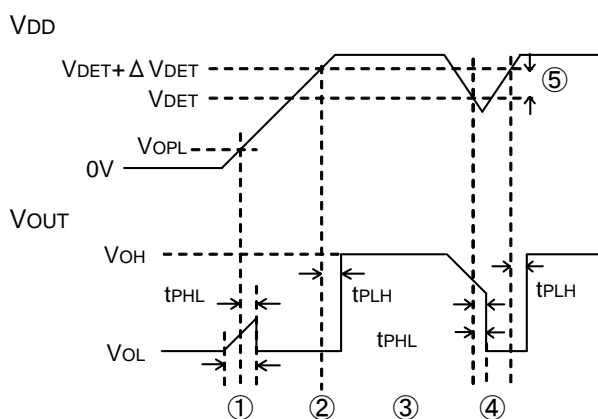 VDD
VDET+ΔVDET
VDET
⑤
VOPL
0V
VOUT
VOH
tPHL
tPLH
tPLH
tPHL
VOL
① ② ③ ④